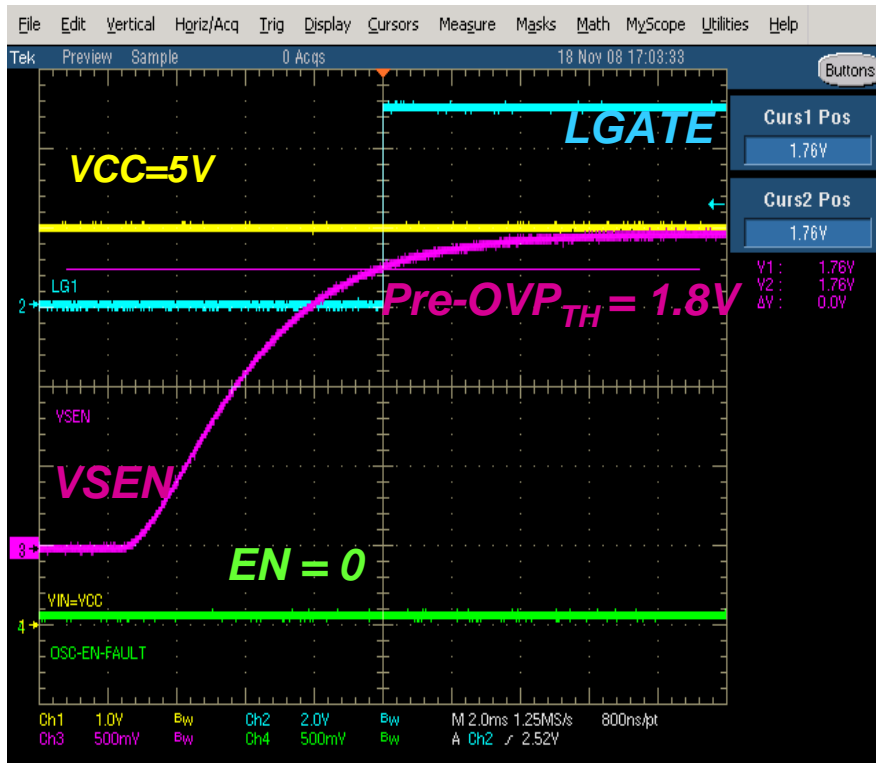 File Edit Vertical Horiz/Acq Trig Display Cursors Measure Masks Math MyScope Utilities Help
Tek Preview Sample 0 Acqs 18 Nov 08 17:03:33
Buttons
Curs1 Pos
1.76V
Curs2 Pos
1.76V
V1 : 1.76V
V2 : 1.76V
ΔV : 0.0V
LGATE
VCC=5V
LG1
2
Pre-OVPTH = 1.8V
VSEN
VSEN
3
EN = 0
VIN=VCC
4
OSC-EN-FAULT
Ch1 1.0V Bw Ch2 2.0V Bw M 2.0ms 1.25MS/s 800ns/pt
Ch3 500mV Bw Ch4 500mV Bw A Ch2 ∕ 2.52V